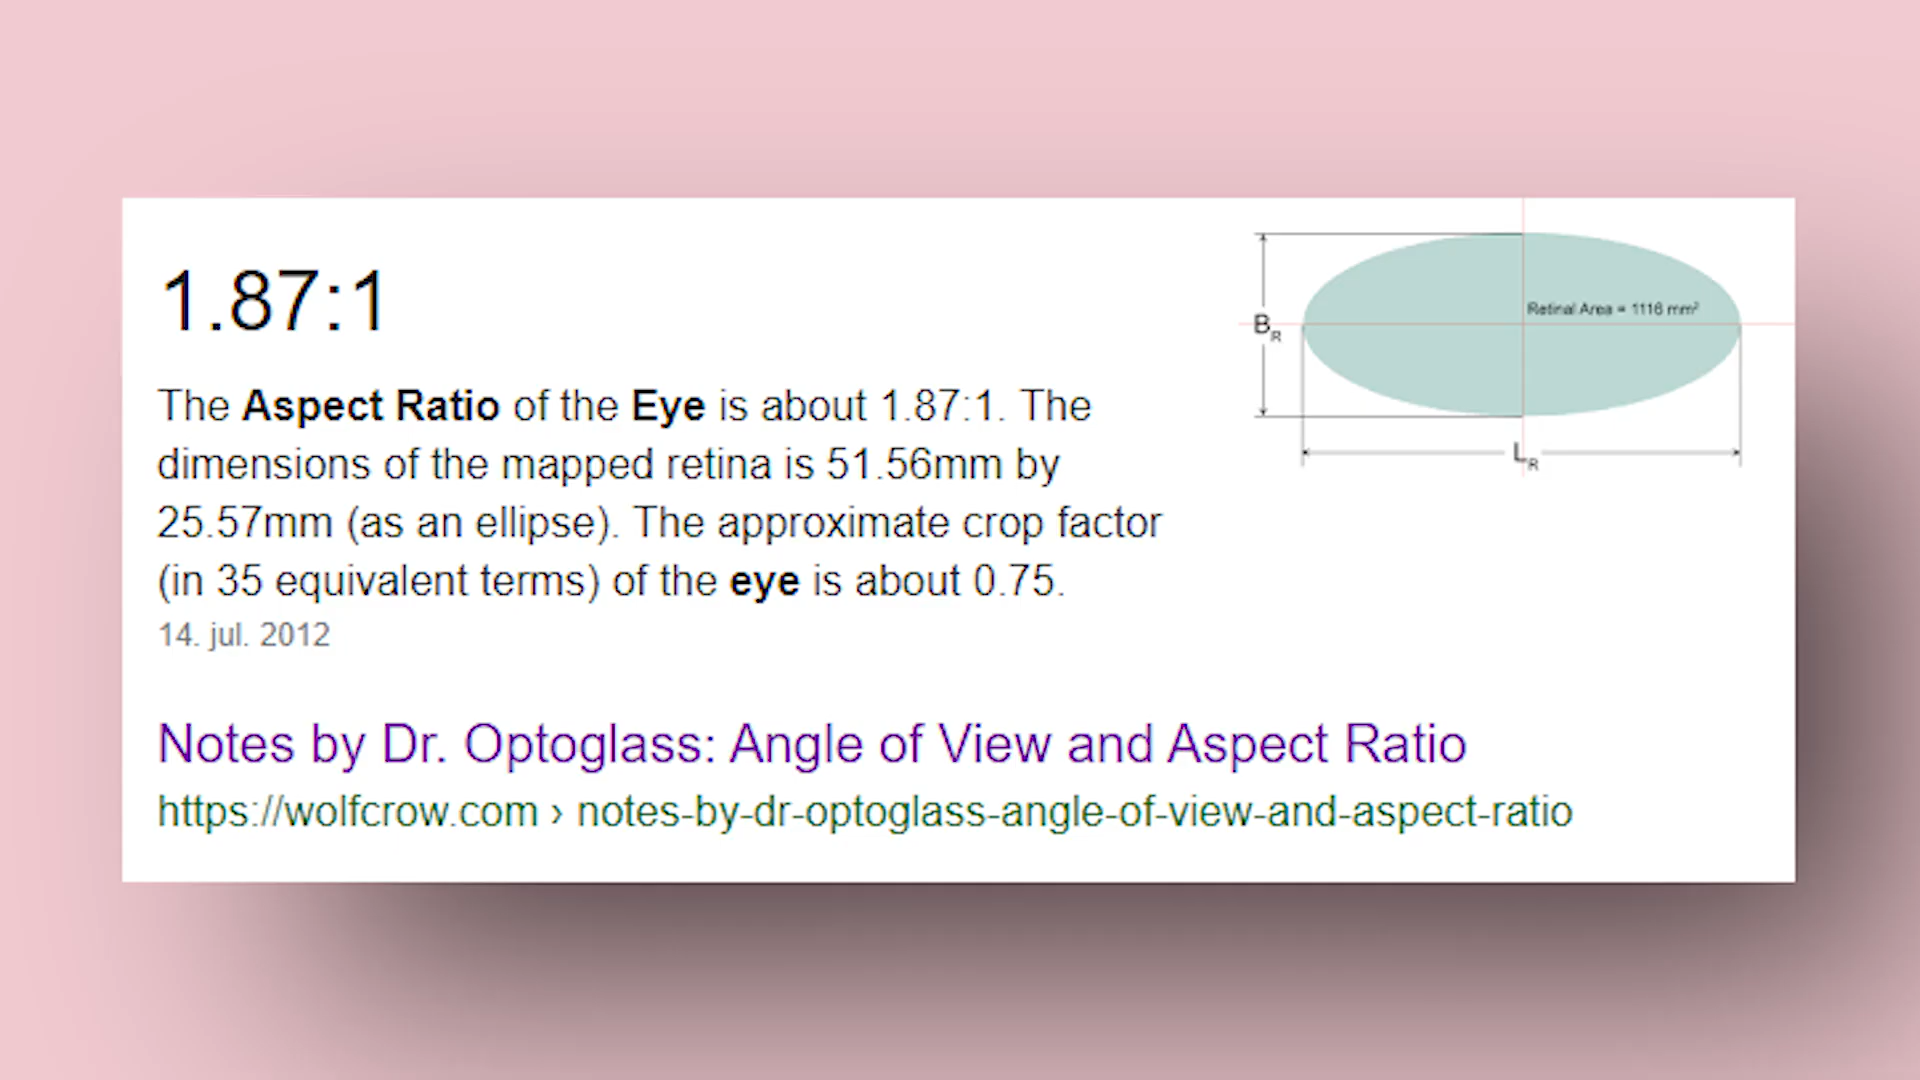 1.87:1
The Aspect Ratio of the Eye is about 1.87:1. The
dimensions of the mapped retina is 51.56mm by
25.57mm (as an ellipse). The approximate crop factor
(in 35 equivalent terms) of the eye is about 0.75.
14. jul. 2012
Retinal Area = 1116 mm²
BR
LR
Notes by Dr. Optoglass: Angle of View and Aspect Ratio
https://wolfcrow.com › notes-by-dr-optoglass-angle-of-view-and-aspect-ratio